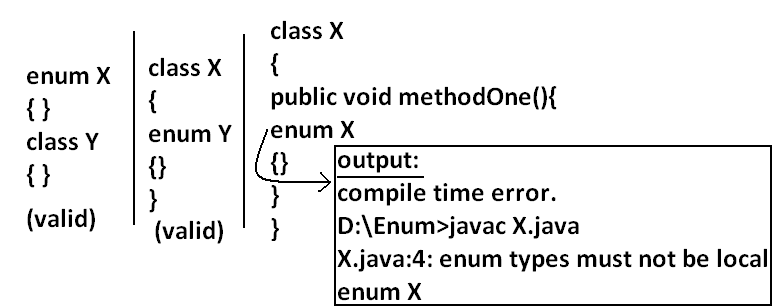 enum X
{ }
class Y
{ }
(valid)
class X
{
enum Y
{}
}
(valid)
class X
{
public void methodOne(){
enum X
{}
}
}
output:
compile time error.
D:\Enum>javac X.java
X.java:4: enum types must not be local
enum X